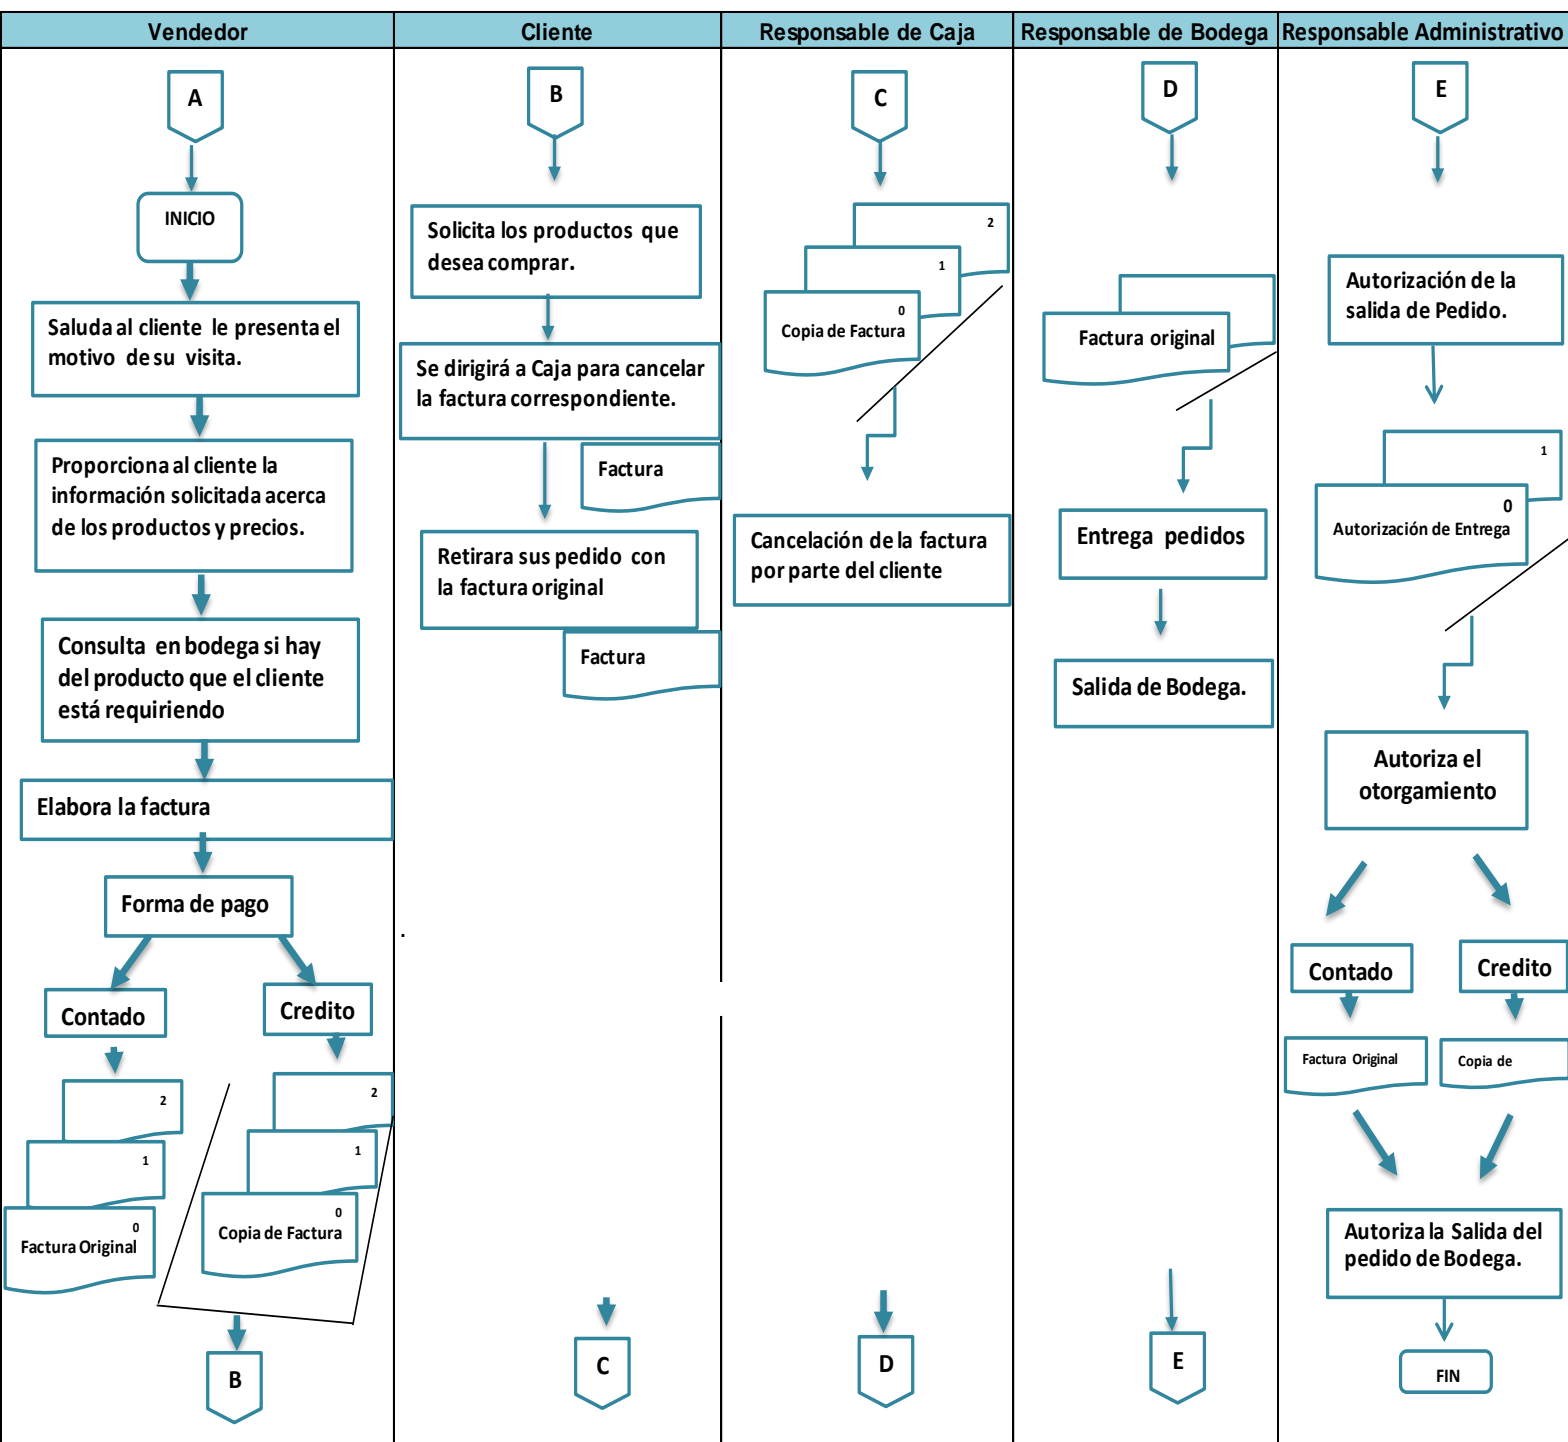 Vendedor
Cliente
Responsable de Caja
Responsable de Bodega
Responsable Administrativo
A
INICIO
Saluda al cliente le presenta el
motivo de su visita.
Proporciona al cliente la
información solicitada acerca
de los productos y precios.
Consulta en bodega si hay
del producto que el cliente
está requiriendo
Elabora la factura
Forma de pago
Contado
Credito
2
1
0
Factura Original
2
1
0
Copia de Factura
B
B
Solicita los productos que
desea comprar.
Se dirigirá a Caja para cancelar
la factura correspondiente.
Factura
Retirara sus pedido con
la factura original
Factura
.
C
C
2
1
0
Copia de Factura
Cancelación de la factura
por parte del cliente
D
D
Factura original
Entrega pedidos
Salida de Bodega.
E
E
Autorización de la
salida de Pedido.
1
0
Autorización de Entrega
Autoriza el
otorgamiento
Contado
Credito
Factura Original
Copia de
Autoriza la Salida del
pedido de Bodega.
FIN